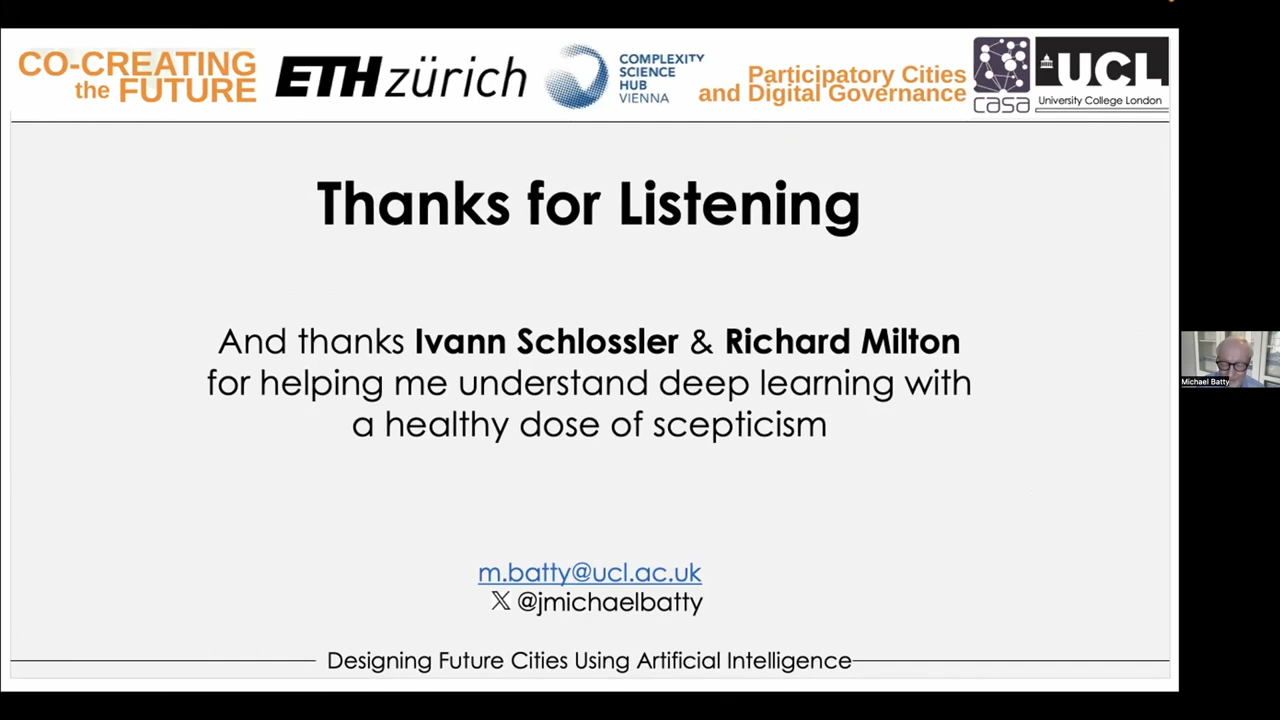 CO-CREATING
the FUTURE
ETH zürich
COMPLEXITY
SCIENCE
HUB
VIENNA
Participatory Cities
and Digital Governance
casa
UCL
University College London
Thanks for Listening
And thanks Ivann Schlossler & Richard Milton
for helping me understand deep learning with
a healthy dose of scepticism
m.batty@ucl.ac.uk
X @jmichaelbatty
Designing Future Cities Using Artificial Intelligence
Michael Batty